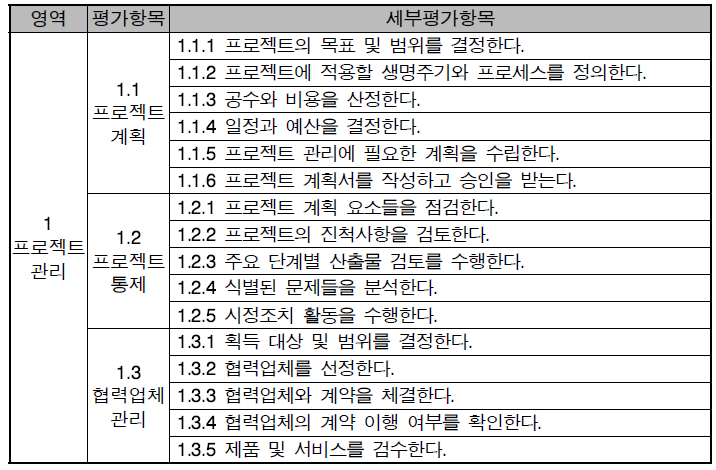 영역 평가항목 세부평가항목
1
프로젝트
관리
1.1
프로젝트
계획
1.1.1 프로젝트의 목표 및 범위를 결정한다.
1.1.2 프로젝트에 적용할 생명주기와 프로세스를 정의한다.
1.1.3 공수와 비용을 산정한다.
1.1.4 일정과 예산을 결정한다.
1.1.5 프로젝트 관리에 필요한 계획을 수립한다.
1.1.6 프로젝트 계획서를 작성하고 승인을 받는다.
1.2
프로젝트
통제
1.2.1 프로젝트 계획 요소들을 점검한다.
1.2.2 프로젝트의 진척사항을 검토한다.
1.2.3 주요 단계별 산출물 검토를 수행한다.
1.2.4 식별된 문제들을 분석한다.
1.2.5 시정조치 활동을 수행한다.
1.3
협력업체
관리
1.3.1 획득 대상 및 범위를 결정한다.
1.3.2 협력업체를 선정한다.
1.3.3 협력업체와 계약을 체결한다.
1.3.4 협력업체의 계약 이행 여부를 확인한다.
1.3.5 제품 및 서비스를 검수한다.